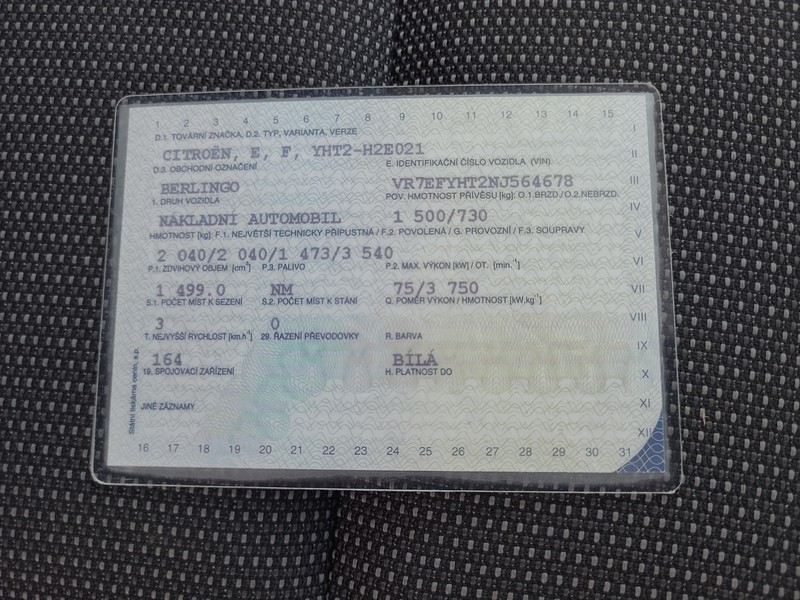 1 2 3 4 5 6 7 8 9 10 11 12 13 14 15
I
D.1. TOVÁRNÍ ZNAČKA, D.2. TYP, VARIANTA, VERZE
CITROËN, E, F, YHT2-H2E021
II
D.3. OBCHODNÍ OZNAČENÍ E. IDENTIFIKAČNÍ ČÍSLO VOZIDLA (VIN)
BERLINGO VR7EFYHT2NJ564678
III
1. DRUH VOZIDLA POV. HMOTNOST PŘÍVĚSU [kg]: O.1.BRZD./O.2.NEBRZD.
NÁKLADNÍ AUTOMOBIL 1 500/730
IV
HMOTNOST [kg]: F.1. NEJVĚTŠÍ TECHNICKY PŘÍPUSTNÁ / F.2. POVOLENÁ / G. PROVOZNÍ / F.3. SOUPRAVY
V
2 040/2 040/1 473/3 540
VI
P.1. ZDVIHOVÝ OBJEM [cm³] P.3. PALIVO P.2. MAX. VÝKON [kW] / OT. [min.⁻¹]
1 499.0 NM 75/3 750
VII
S.1. POČET MÍST K SEZENÍ S.2. POČET MÍST K STÁNÍ Q. POMĚR VÝKON / HMOTNOST [kW.kg⁻¹]
3 0
VIII
T. NEJVYŠŠÍ RYCHLOST [km.h⁻¹] 29. ŘAZENÍ PŘEVODOVKY R. BARVA
IX
164 BÍLÁ
19. SPOJOVACÍ ZAŘÍZENÍ H. PLATNOST DO
X
JINÉ ZÁZNAMY
XI
XII
16 17 18 19 20 21 22 23 24 25 26 27 28 29 30 31
Státní tiskárna cenin, s.p.